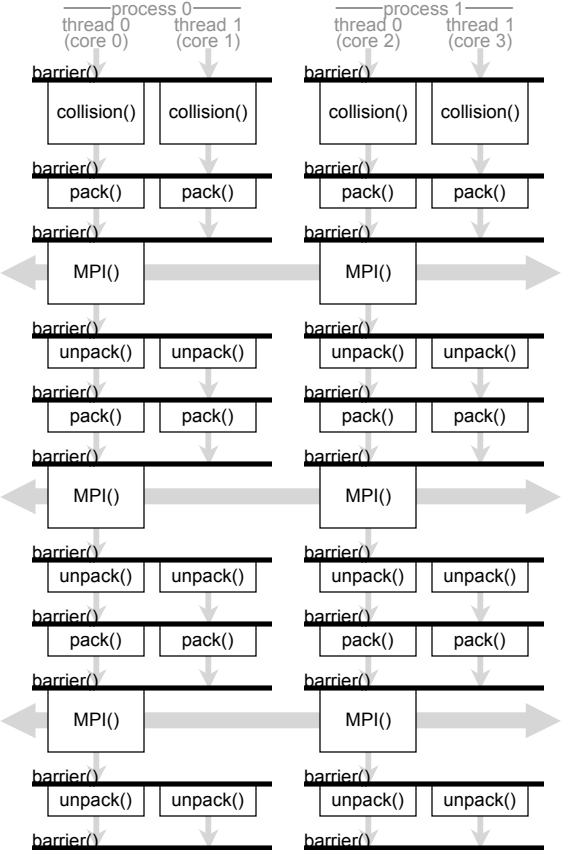 process 0 process 1
thread 0 thread 1 thread 0 thread 1
(core 0) (core 1) (core 2) (core 3)
barrier() barrier()
collision() collision() collision() collision()
barrier() barrier()
pack() pack() pack() pack()
barrier() barrier()
MPI() MPI()
barrier() barrier()
unpack() unpack() unpack() unpack()
barrier() barrier()
pack() pack() pack() pack()
barrier() barrier()
MPI() MPI()
barrier() barrier()
unpack() unpack() unpack() unpack()
barrier() barrier()
pack() pack() pack() pack()
barrier() barrier()
MPI() MPI()
barrier() barrier()
unpack() unpack() unpack() unpack()
barrier() barrier()